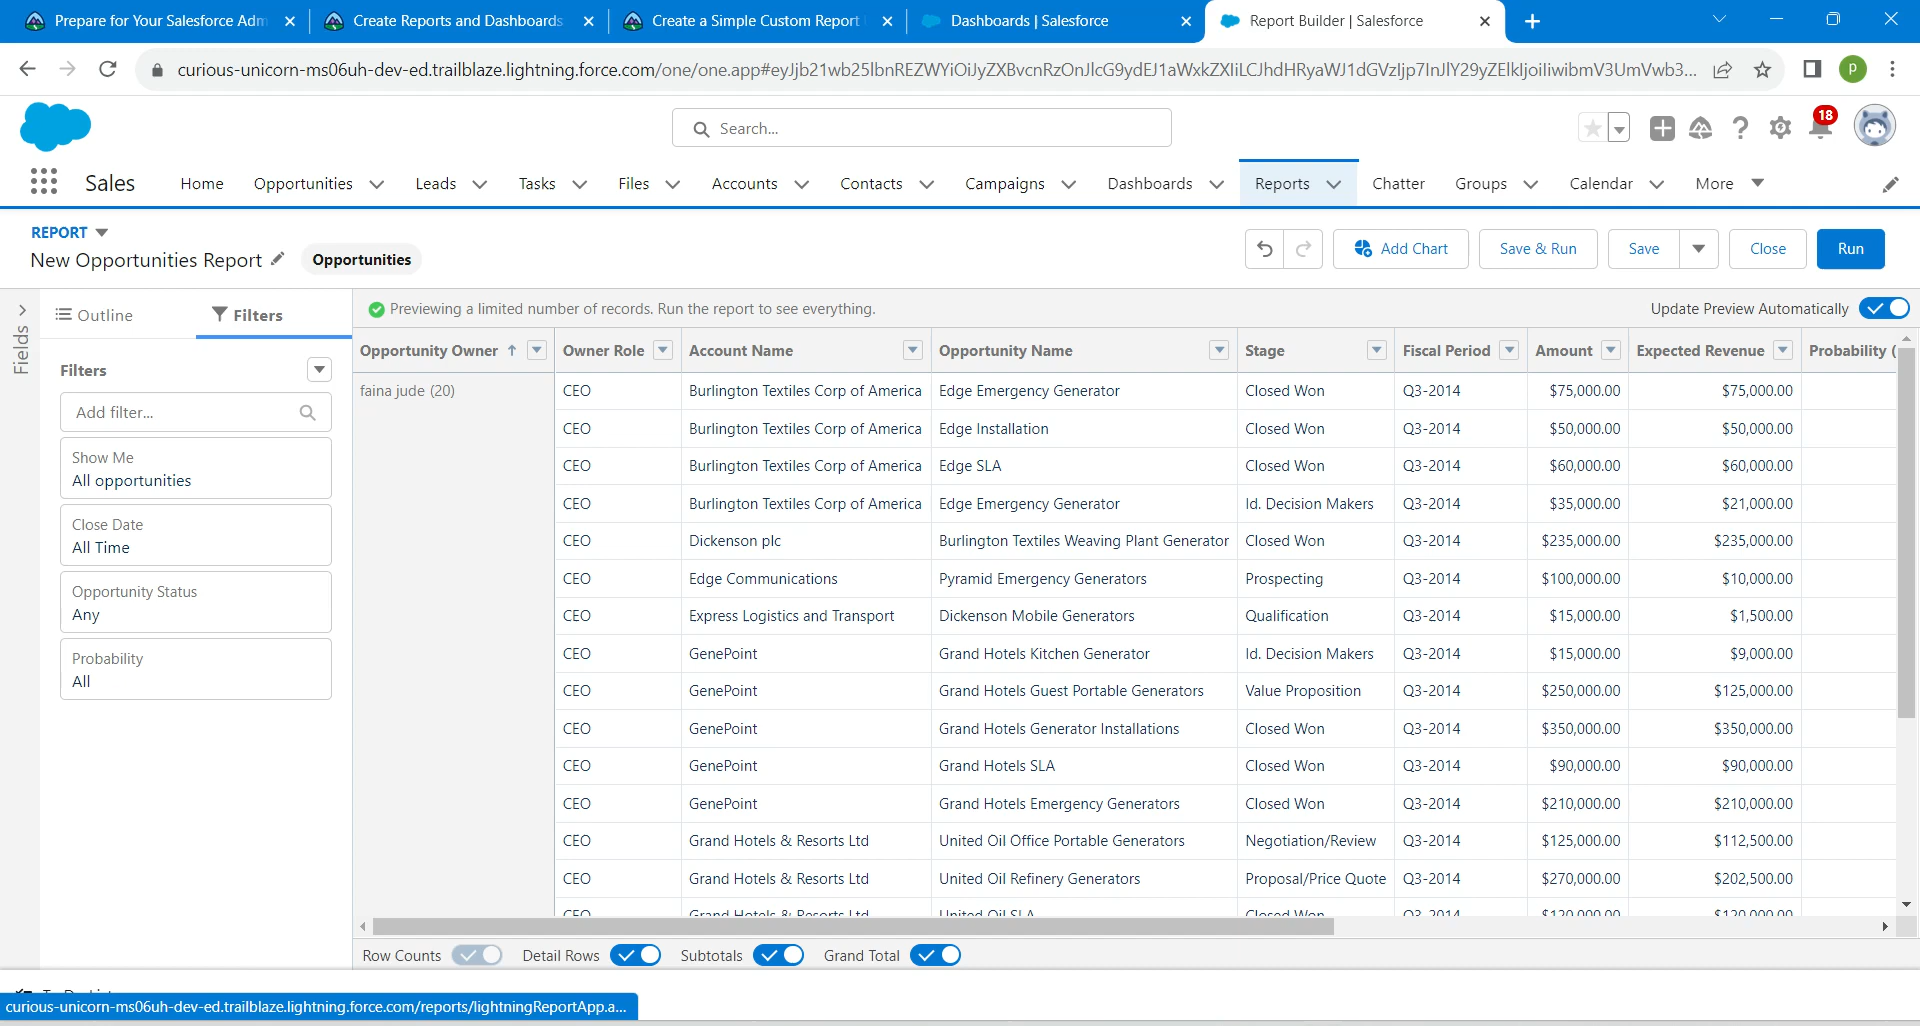 Prepare for Your Salesforce Adm
Create Reports and Dashboards
Create a Simple Custom Report
Dashboards | Salesforce
Report Builder | Salesforce
curious-unicorn-ms06uh-dev-ed.trailblaze.lightning.force.com/one/one.app#eyJjb21wb25lbnREZWYiOiJyZXBvcnRzOnJlcG9ydEJ1aWxkZXIiLCJhdHRyaWJ1dGVzIjp7InJlY29yZElkIjoiIiwibmV3UmVwb3...
P
Search...
18
Sales
Home
Opportunities
Leads
Tasks
Files
Accounts
Contacts
Campaigns
Dashboards
Reports
Chatter
Groups
Calendar
More
REPORT
New Opportunities Report
Opportunities
Add Chart
Save & Run
Save
Close
Run
Fields
Outline
Filters
Previewing a limited number of records. Run the report to see everything.
Update Preview Automatically
Filters
Add filter...
Show Me
All opportunities
Close Date
All Time
Opportunity Status
Any
Probability
All
Opportunity Owner Owner Role Account Name Opportunity Name Stage Fiscal Period Amount Expected Revenue Probability (
faina jude (20) CEO Burlington Textiles Corp of America Edge Emergency Generator Closed Won Q3-2014 $75,000.00 $75,000.00
CEO Burlington Textiles Corp of America Edge Installation Closed Won Q3-2014 $50,000.00 $50,000.00
CEO Burlington Textiles Corp of America Edge SLA Closed Won Q3-2014 $60,000.00 $60,000.00
CEO Burlington Textiles Corp of America Edge Emergency Generator Id. Decision Makers Q3-2014 $35,000.00 $21,000.00
CEO Dickenson plc Burlington Textiles Weaving Plant Generator Closed Won Q3-2014 $235,000.00 $235,000.00
CEO Edge Communications Pyramid Emergency Generators Prospecting Q3-2014 $100,000.00 $10,000.00
CEO Express Logistics and Transport Dickenson Mobile Generators Qualification Q3-2014 $15,000.00 $1,500.00
CEO GenePoint Grand Hotels Kitchen Generator Id. Decision Makers Q3-2014 $15,000.00 $9,000.00
CEO GenePoint Grand Hotels Guest Portable Generators Value Proposition Q3-2014 $250,000.00 $125,000.00
CEO GenePoint Grand Hotels Generator Installations Closed Won Q3-2014 $350,000.00 $350,000.00
CEO GenePoint Grand Hotels SLA Closed Won Q3-2014 $90,000.00 $90,000.00
CEO GenePoint Grand Hotels Emergency Generators Closed Won Q3-2014 $210,000.00 $210,000.00
CEO Grand Hotels & Resorts Ltd United Oil Office Portable Generators Negotiation/Review Q3-2014 $125,000.00 $112,500.00
CEO Grand Hotels & Resorts Ltd United Oil Refinery Generators Proposal/Price Quote Q3-2014 $270,000.00 $202,500.00
CEO Grand Hotels & Resorts Ltd United Oil SLA Closed Won Q3-2014 $120,000.00 $120,000.00
Row Counts
Detail Rows
Subtotals
Grand Total
curious-unicorn-ms06uh-dev-ed.trailblaze.lightning.force.com/reports/lightningReportApp.a...